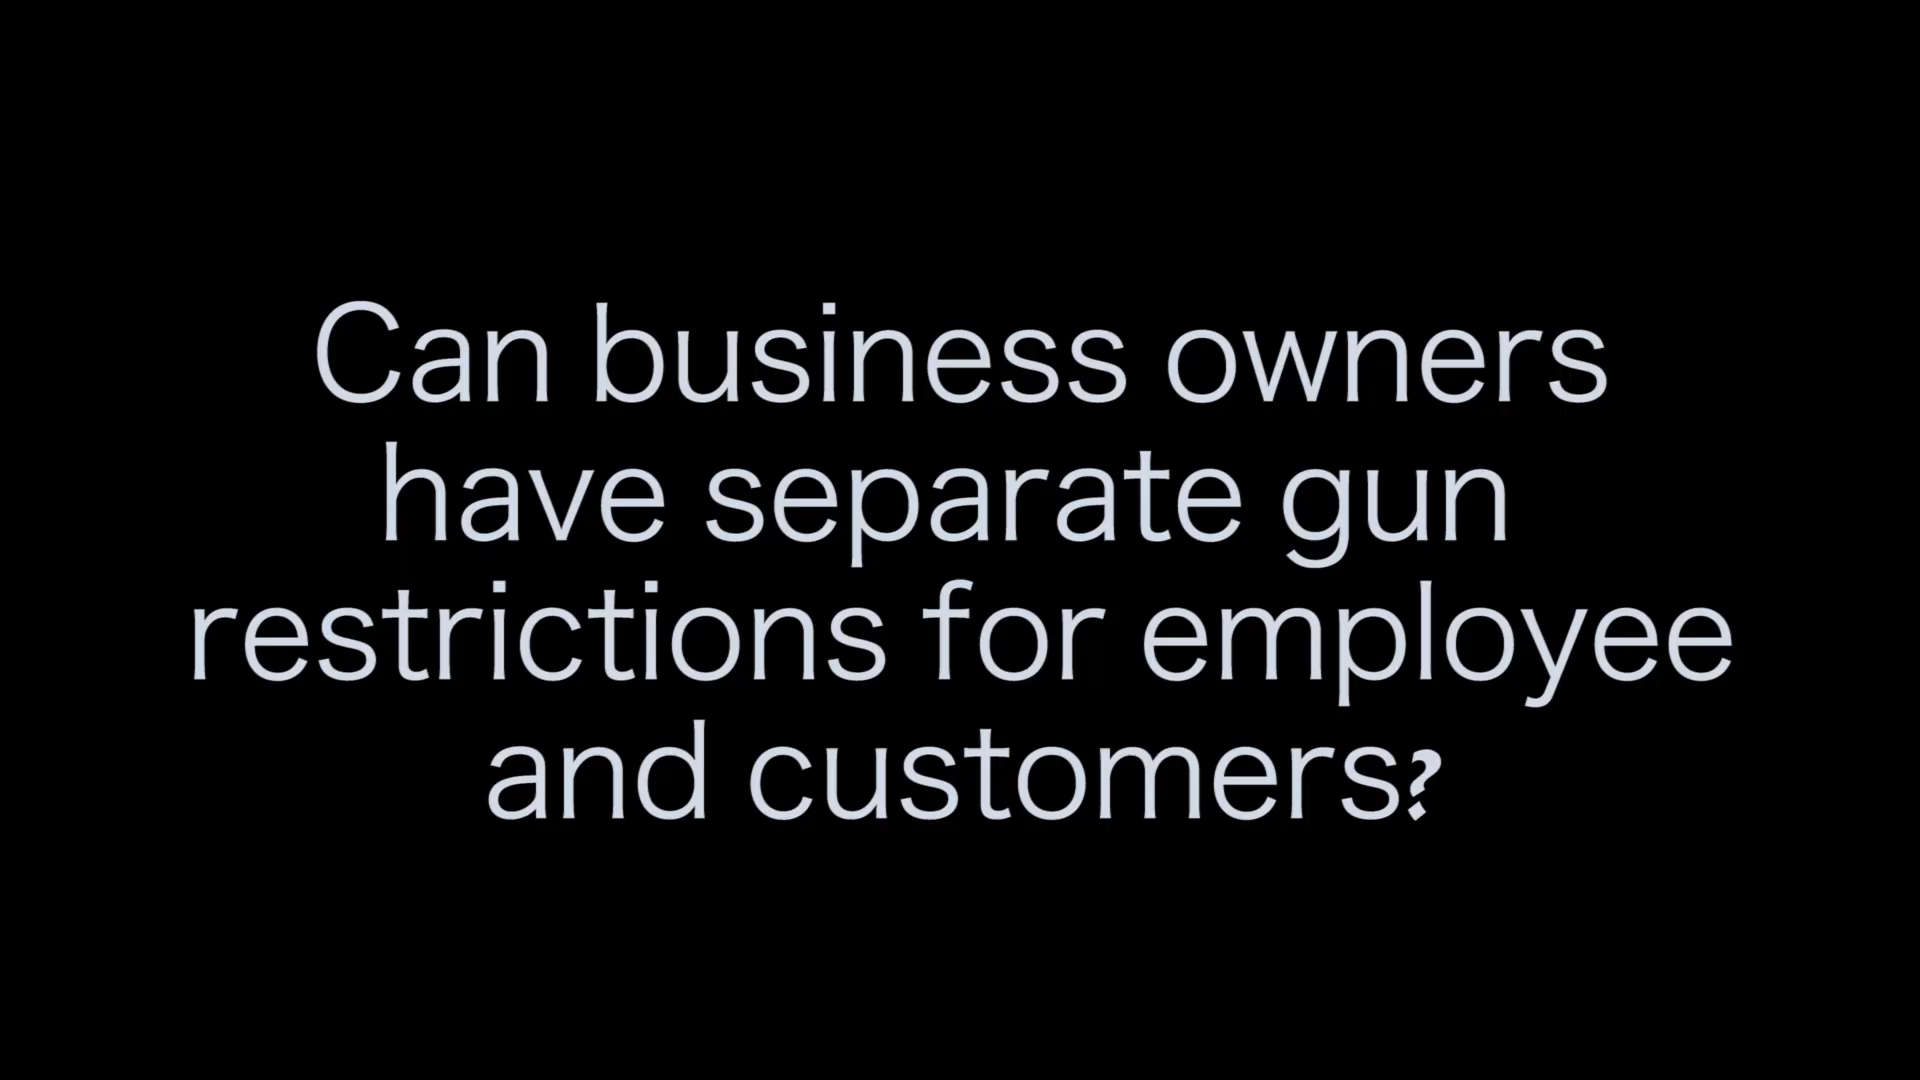 Can business owners
have separate gun
restrictions for employee
and customers?